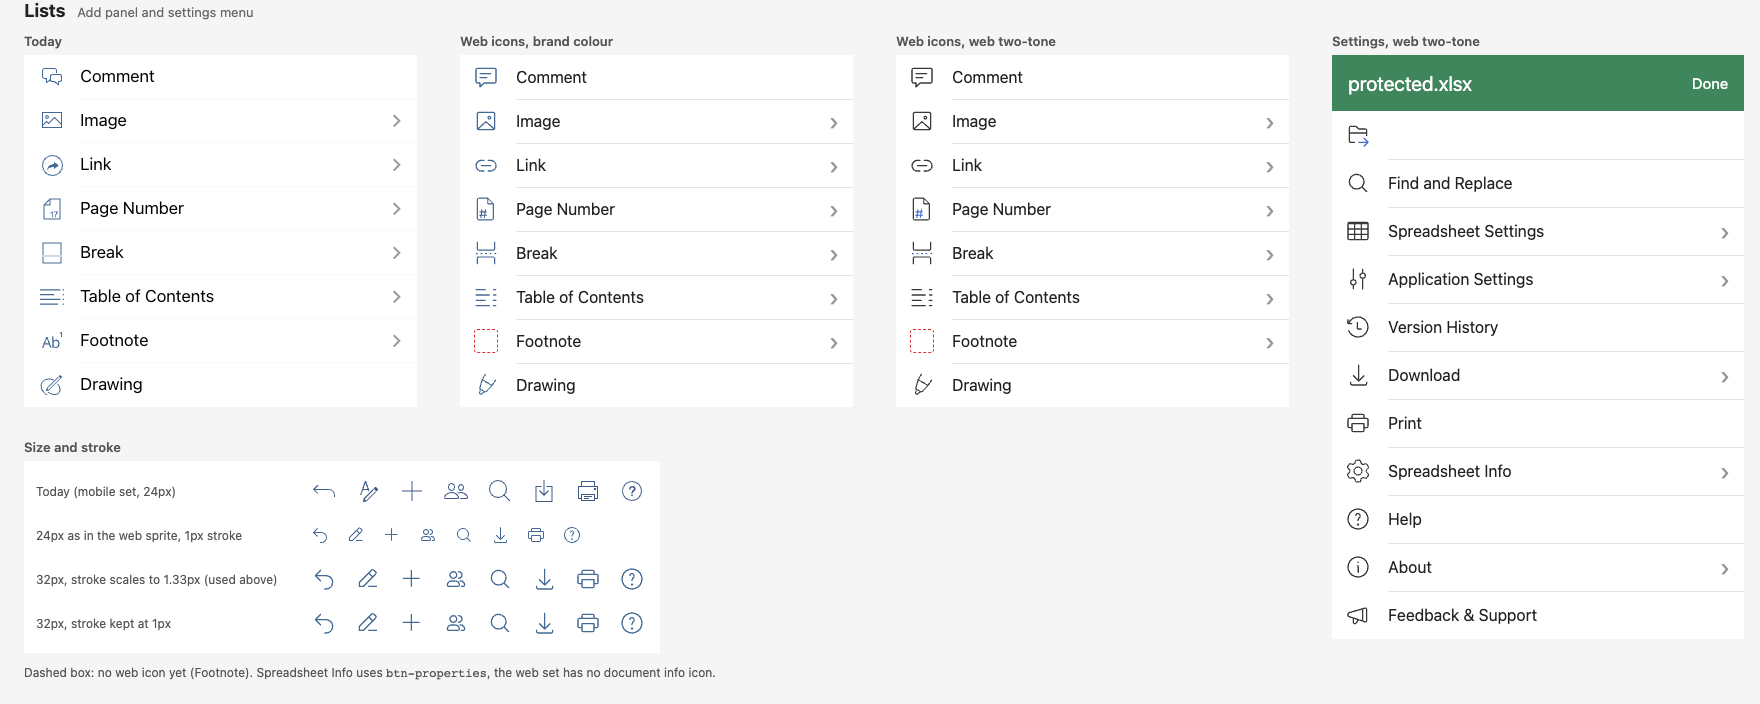 Lists Add panel and settings menu
Today
Comment
Image
Link
17
Page Number
Break
Table of Contents
Ab1
Footnote
Drawing
Web icons, brand colour
Comment
Image
Link
#
Page Number
Break
Table of Contents
Footnote
Drawing
Web icons, web two-tone
Comment
Image
Link
#
Page Number
Break
Table of Contents
Footnote
Drawing
Settings, web two-tone
protected.xlsx Done
Find and Replace
Spreadsheet Settings
Application Settings
Version History
Download
Print
Spreadsheet Info
Help
About
Feedback & Support
Size and stroke
Today (mobile set, 24px)
24px as in the web sprite, 1px stroke
32px, stroke scales to 1.33px (used above)
32px, stroke kept at 1px
Dashed box: no web icon yet (Footnote). Spreadsheet Info uses btn-properties, the web set has no document info icon.